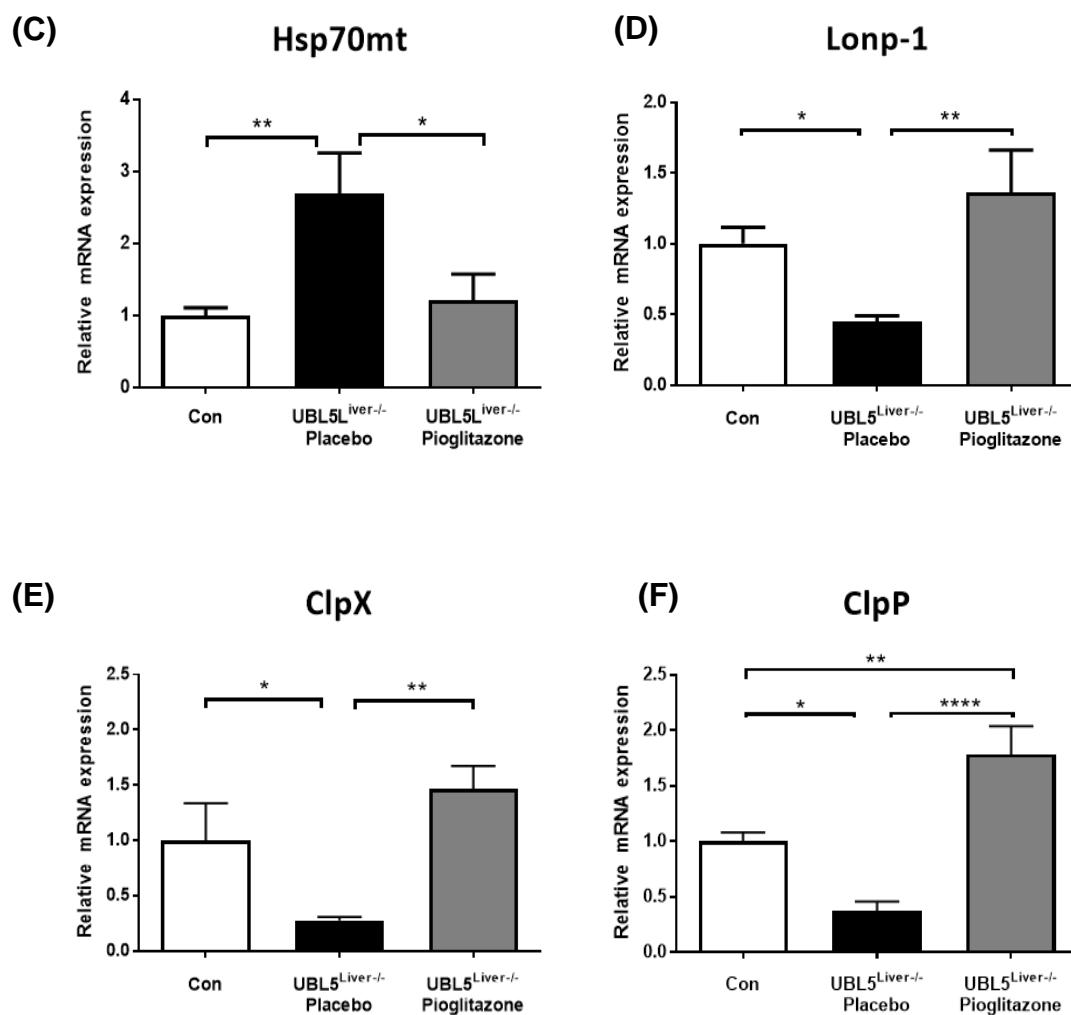 (C)
Hsp70mt
Relative mRNA expression
4
3
2
1
0
**
*
Con
UBL5Liver-/-
Placebo
UBL5Liver-/-
Pioglitazone
(D)
Lonp-1
Relative mRNA expression
2.0
1.5
1.0
0.5
0.0
*
**
Con
UBL5Liver-/-
Placebo
UBL5Liver-/-
Pioglitazone
(E)
ClpX
Relative mRNA expression
2.5
2.0
1.5
1.0
0.5
0.0
*
**
Con
UBL5Liver-/-
Placebo
UBL5Liver-/-
Pioglitazone
(F)
ClpP
Relative mRNA expression
2.5
2.0
1.5
1.0
0.5
0.0
**
*
****
Con
UBL5Liver-/-
Placebo
UBL5Liver-/-
Pioglitazone